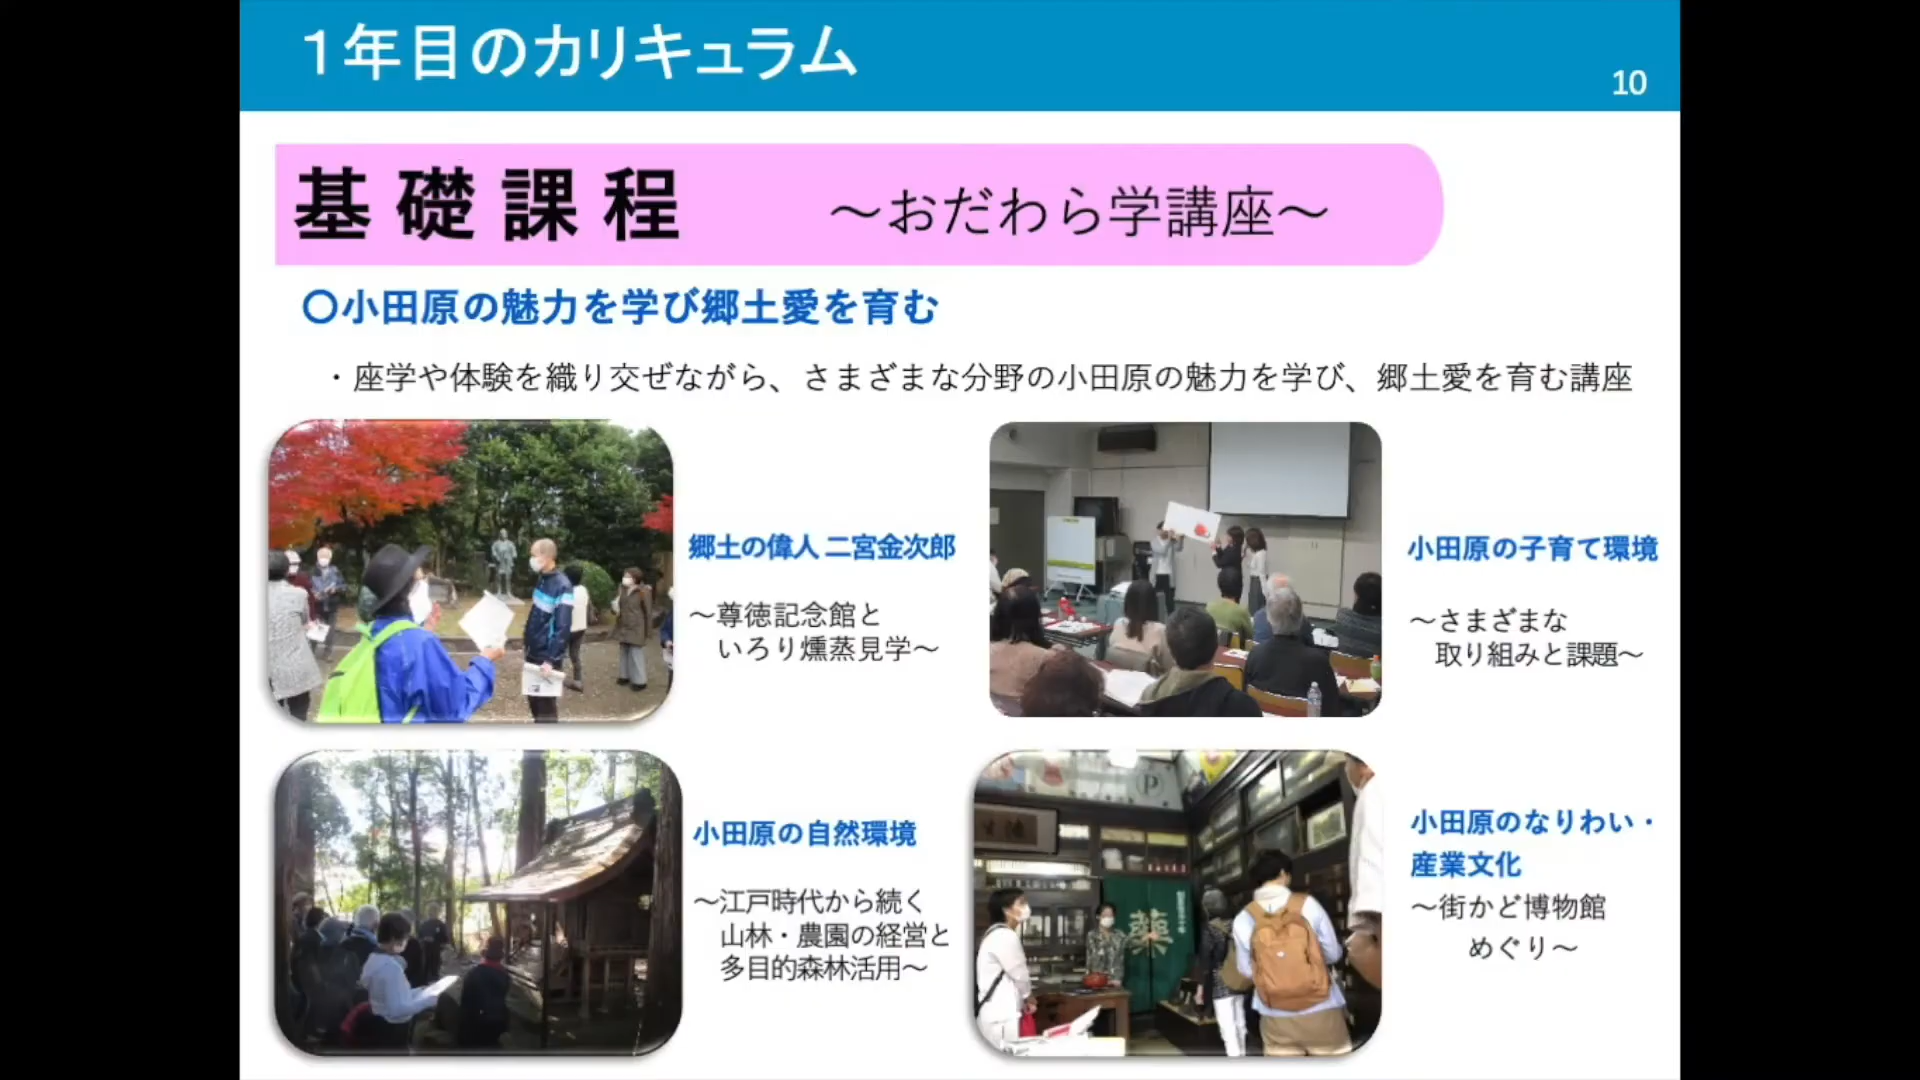 1年目のカリキュラム
10
基礎課程 ～おだわら学講座～
〇小田原の魅力を学び郷土愛を育む
・座学や体験を織り交ぜながら、さまざまな分野の小田原の魅力を学び、郷土愛を育む講座
郷土の偉人 二宮金次郎
～尊徳記念館と
いろり燻蒸見学～
小田原の子育て環境
～さまざまな
取り組みと課題～
小田原の自然環境
～江戸時代から続く
山林・農園の経営と
多目的森林活用～
小田原のなりわい・
産業文化
～街かど博物館
めぐり～
P
薬